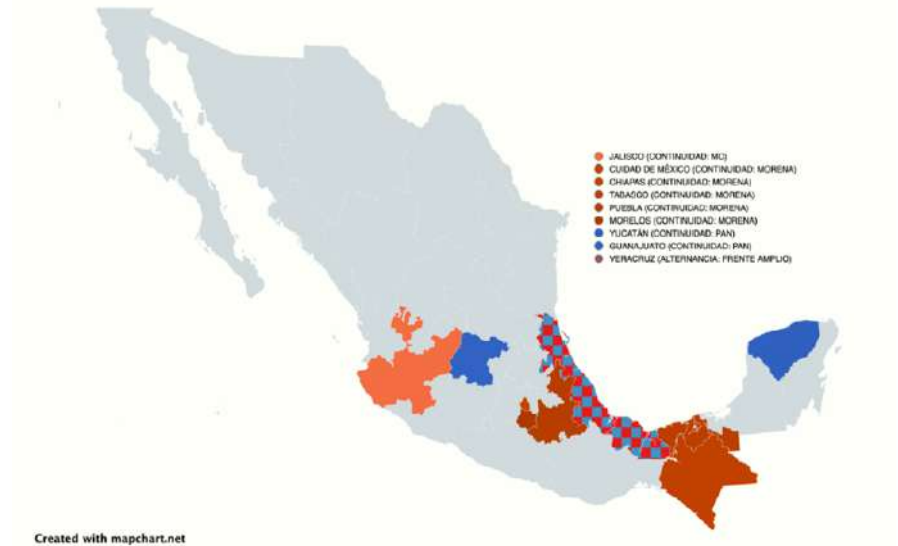 JALISCO (CONTINUIDAD: MC)
CUIDAD DE MÉXICO (CONTINUIDAD: MORENA)
CHIAPAS (CONTINUIDAD: MORENA)
TABASCO (CONTINUIDAD: MORENA)
PUEBLA (CONTINUIDAD: MORENA)
MORELOS (CONTINUIDAD: MORENA)
YUCATÁN (CONTINUIDAD: PAN)
GUANAJUATO (CONTINUIDAD: PAN)
VERACRUZ (ALTERNANCIA: FRENTE AMPLIO)
Created with mapchart.net